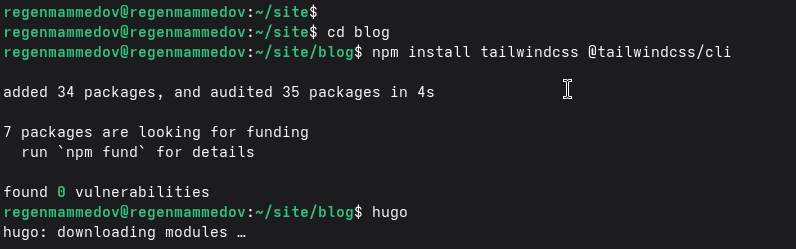 regenmammedov@regenmammedov:~/site$
regenmammedov@regenmammedov:~/site$ cd blog
regenmammedov@regenmammedov:~/site/blog$ npm install tailwindcss @tailwindcss/cli
added 34 packages, and audited 35 packages in 4s
7 packages are looking for funding
  run `npm fund` for details
found 0 vulnerabilities
regenmammedov@regenmammedov:~/site/blog$ hugo
hugo: downloading modules …